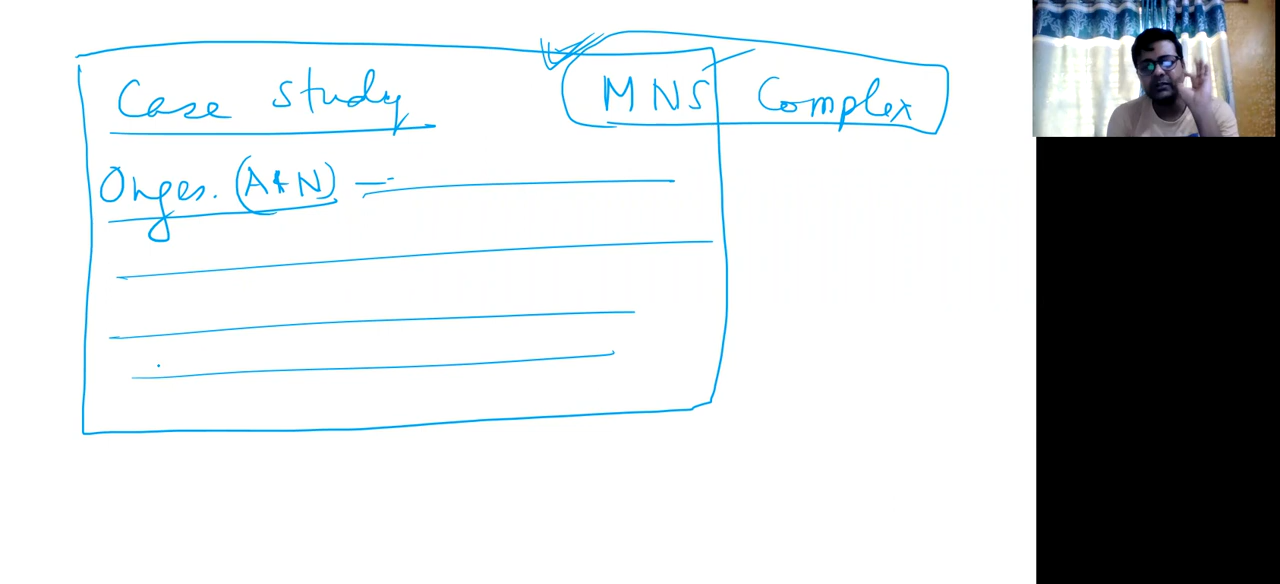 Case study MNS Complex
Onges. (A & N) =